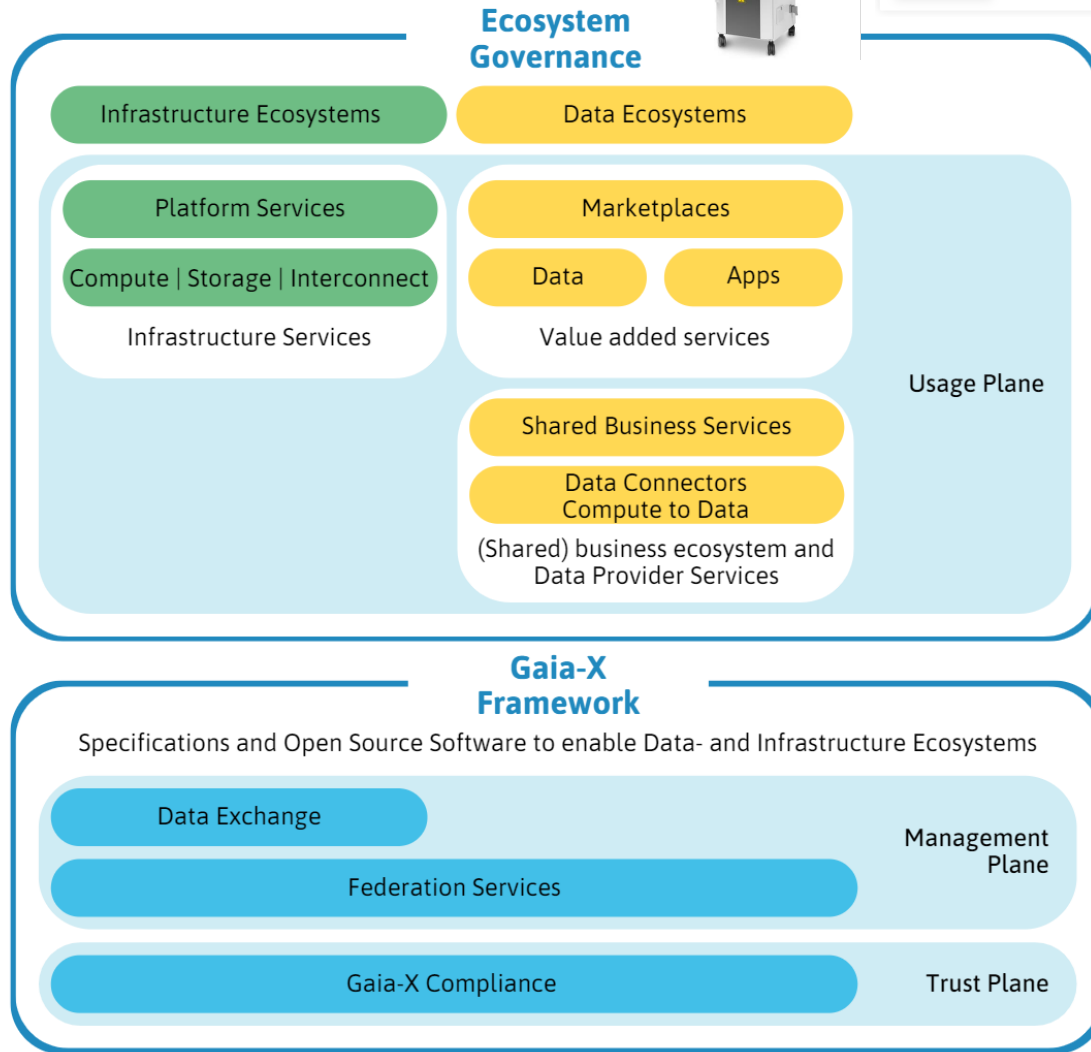 Ecosystem
Governance
Infrastructure Ecosystems
Data Ecosystems
Platform Services
Compute | Storage | Interconnect
Infrastructure Services
Marketplaces
Data
Apps
Value added services
Usage Plane
Shared Business Services
Data Connectors
Compute to Data
(Shared) business ecosystem and
Data Provider Services
Gaia-X
Framework
Specifications and Open Source Software to enable Data- and Infrastructure Ecosystems
Data Exchange
Federation Services
Management
Plane
Gaia-X Compliance
Trust Plane